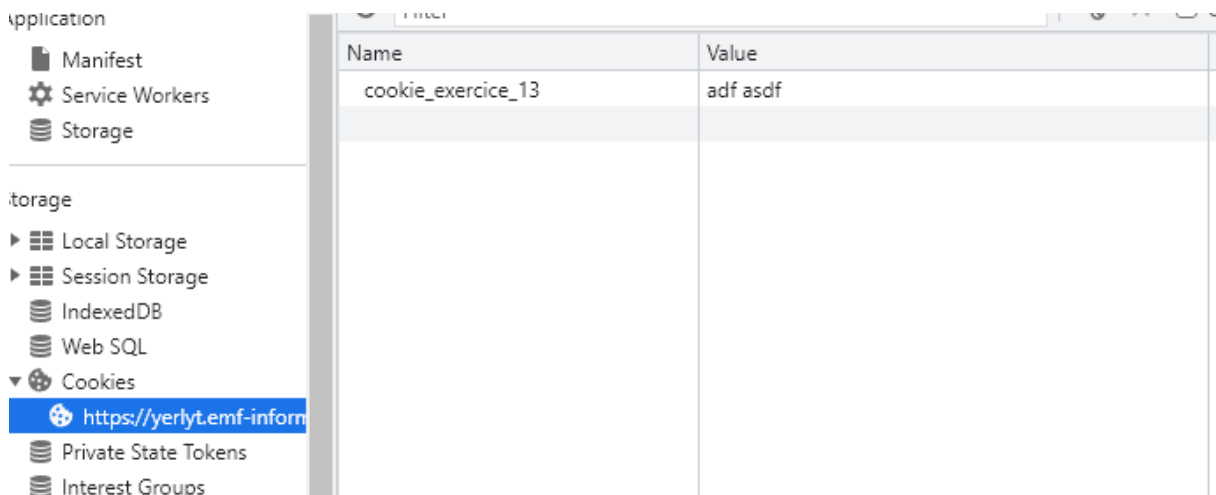 Application
Manifest
Service Workers
Storage
Storage
Local Storage
Session Storage
IndexedDB
Web SQL
Cookies
https://yerlyt.emf-inform
Private State Tokens
Interest Groups
Filter
Name Value
cookie_exercice_13 adf asdf